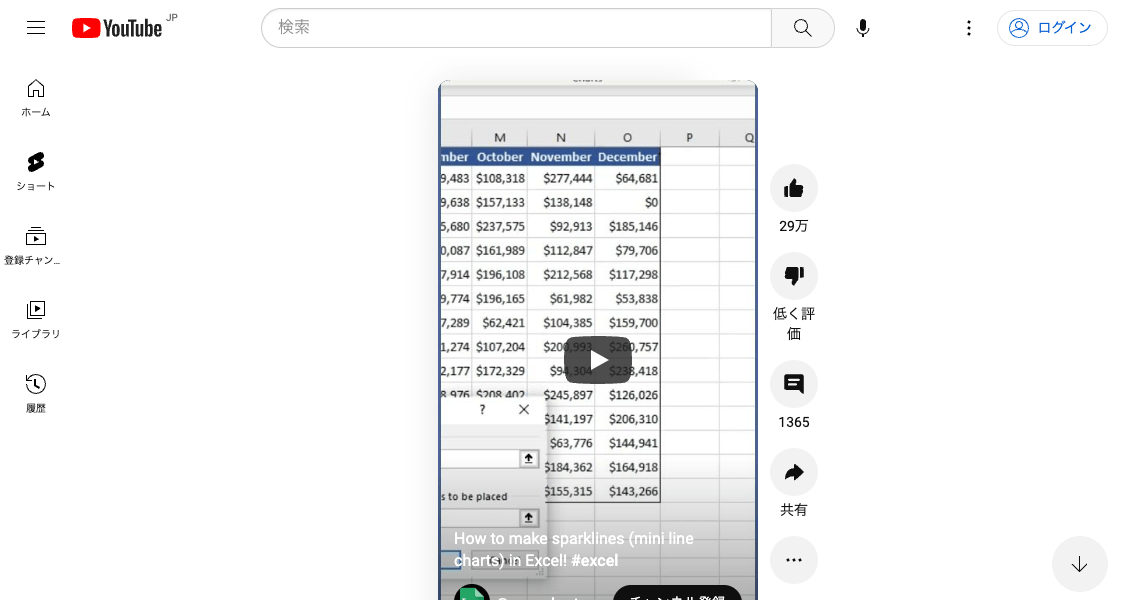 YouTube JP
検索
ログイン
ホーム
ショート
登録チャン...
ライブラリ
履歴
M N O P Q
mber October November December
9,483 $108,318 $277,444 $64,681
9,638 $157,133 $138,148 $0
5,680 $237,575 $92,913 $185,146
0,087 $161,989 $112,847 $79,706
7,914 $196,108 $212,568 $117,298
9,774 $196,165 $61,982 $53,838
7,289 $62,421 $104,385 $159,700
1,274 $107,204 $200,993 $260,757
2,177 $172,329 $94,304 $238,418
8,976 $208,402 $245,897 $126,026
? $141,197 $206,310
$63,776 $144,941
$184,362 $164,918
s to be placed $155,315 $143,266
How to make sparklines (mini line
charts) in Excel! #excel
チャンネル登録
29万
低く評
価
1365
共有